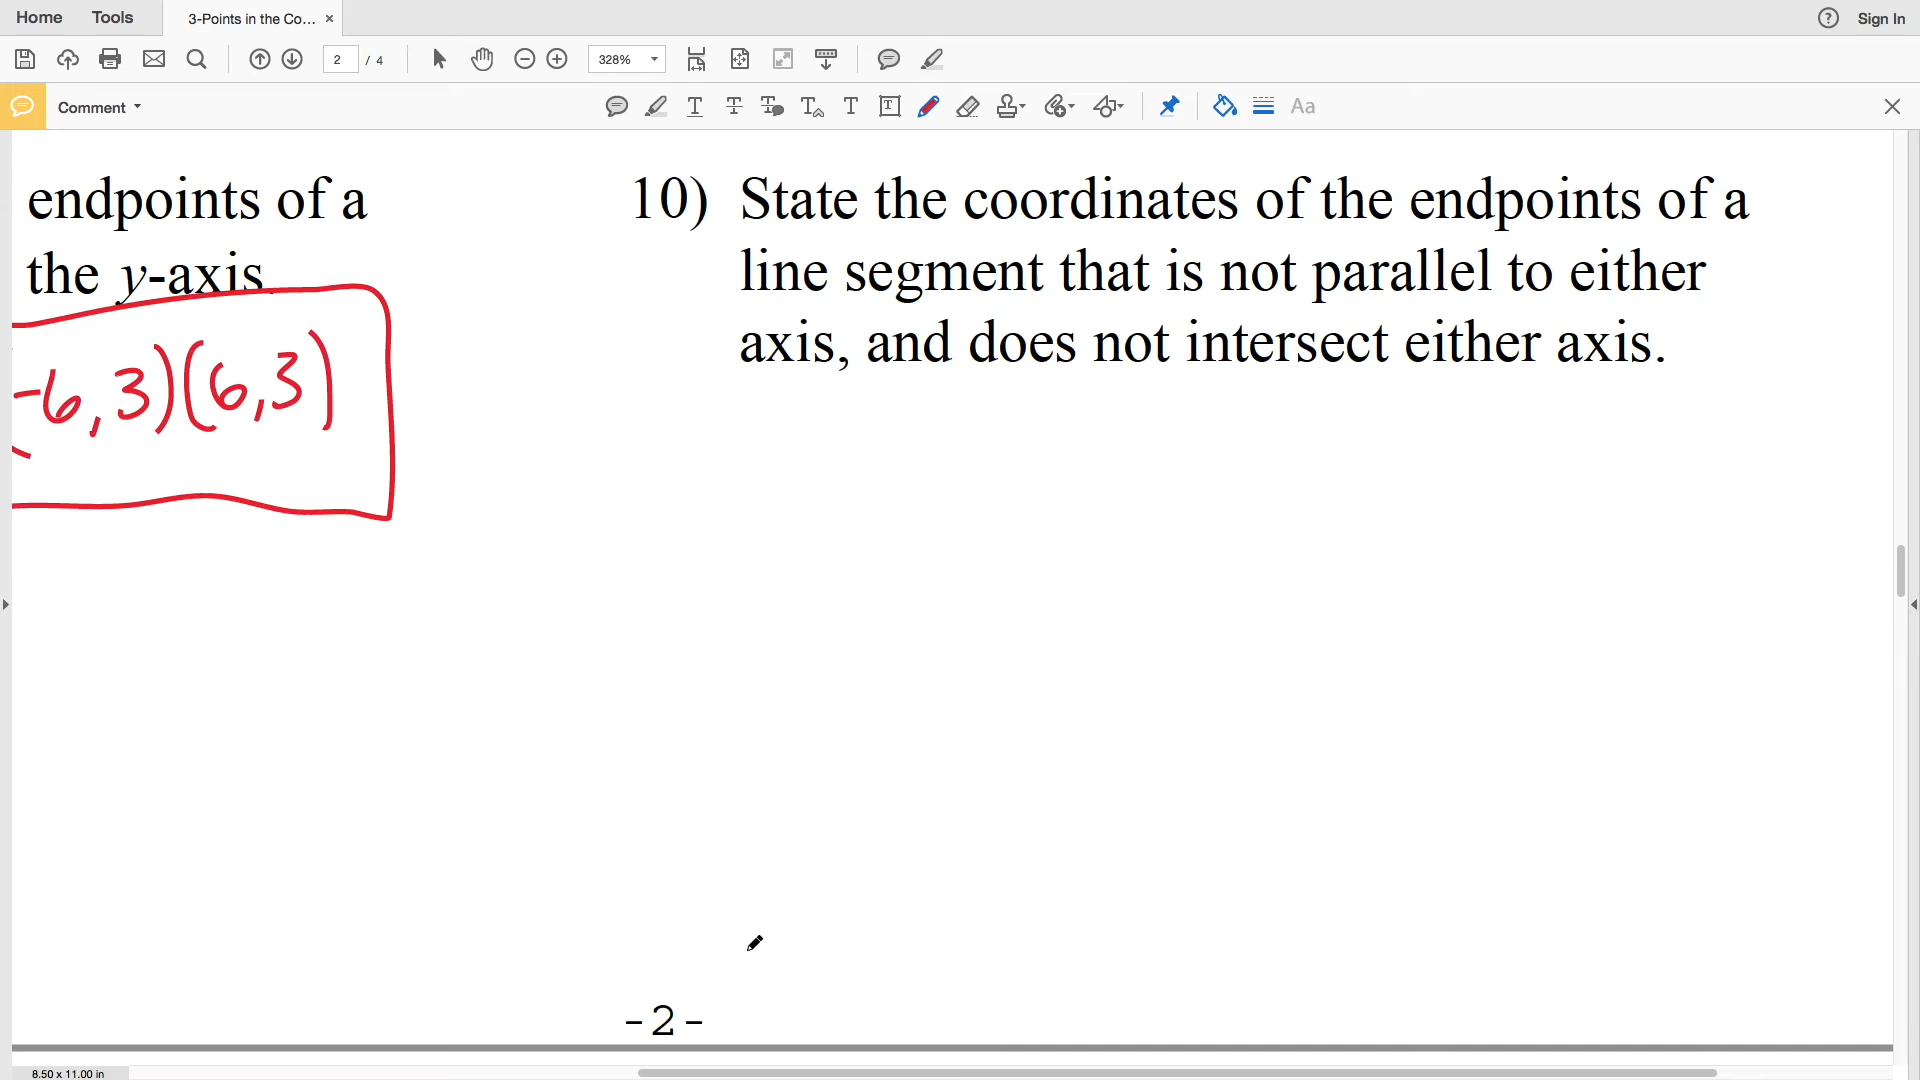 Home Tools 3-Points in the Co... × ? Sign In
2 / 4 328%
Comment Aa
endpoints of a
the y-axis.
(-6,3)(6,3)
10) State the coordinates of the endpoints of a
line segment that is not parallel to either
axis, and does not intersect either axis.
-2-
8.50 x 11.00 in